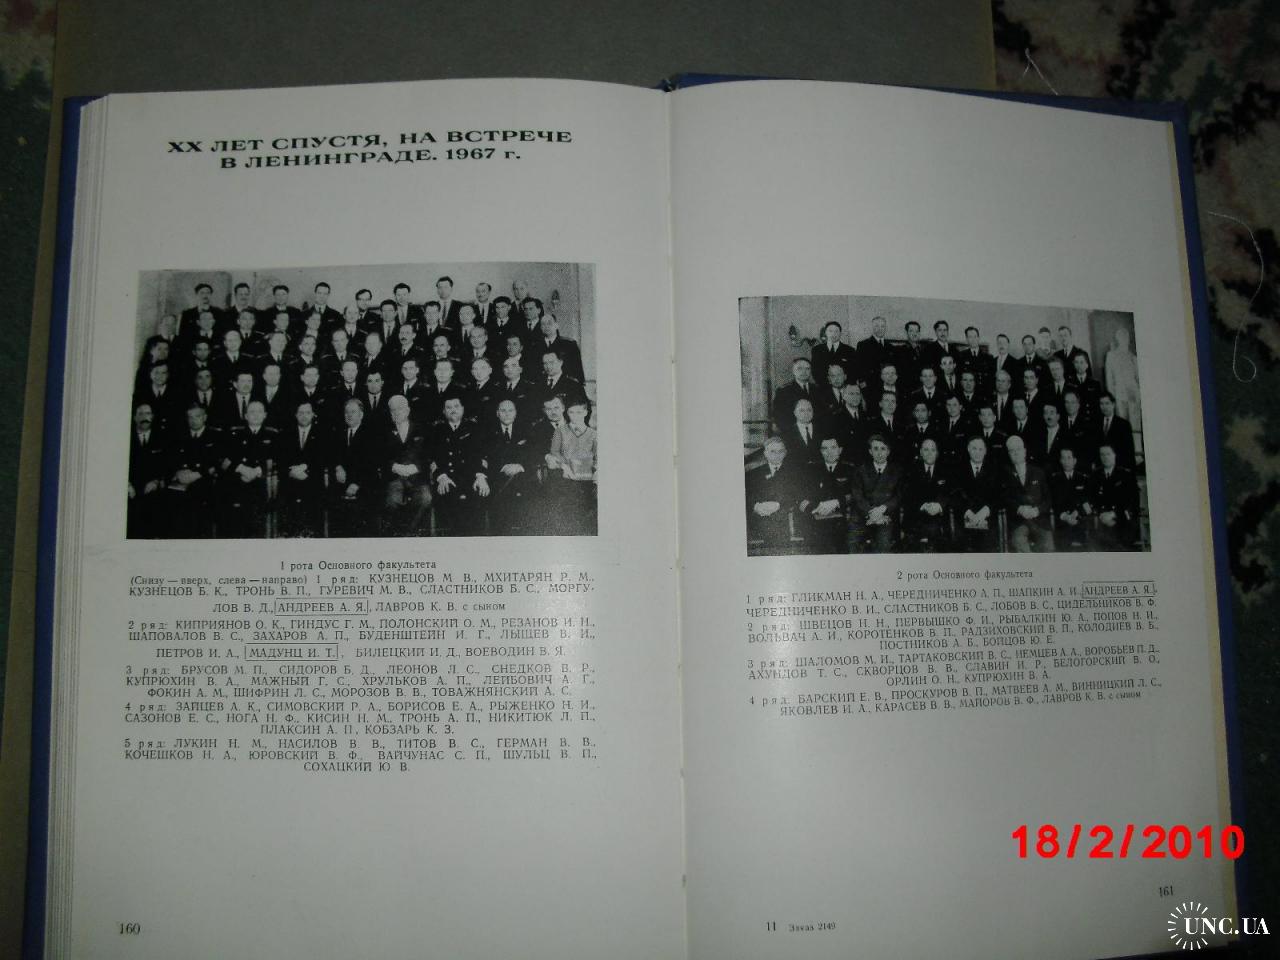 XX ЛЕТ СПУСТЯ, НА ВСТРЕЧЕ
В ЛЕНИНГРАДЕ. 1967 г.
1 рота Основного факультета
(Снизу — вверх, слева — направо) 1 ряд: КУЗНЕЦОВ М. В., МХИТАРЯН Р. М.,
КУЗНЕЦОВ Б. К., ТРОНЬ В. П., ГУРЕВИЧ М. В., СЛАСТНИКОВ Б. С., МОРГУ-
ЛОВ В. Д., АНДРЕЕВ А. Я., ЛАВРОВ К. В. с сыном
2 ряд: КИПРИЯНОВ О. К., ГИНДУС Г. М., ПОЛОНСКИЙ О. М., РЕЗАНОВ И. Н.,
ШАПОВАЛОВ В. С., ЗАХАРОВ А. П., БУДЕНШТЕЙН И. Г., ЛЫЩЕВ В. И.,
ПЕТРОВ И. А., МАДУНЦ И. Т., БИЛЕЦКИЙ И. Д., ВОЕВОДИН В. Я.
3 ряд: БРУСОВ М. П., СИДОРОВ Б. Д., ЛЕОНОВ Л. С., СНЕДКОВ В. Р.,
КУПРЮХИН В. А., МАЖНЫЙ Г. С., ХРУЛЬКОВ А. П., ЛЕЙБОВИЧ А. Г.,
ФОКИН А. М., ШИФРИН Л. С., МОРОЗОВ В. В., ТОВАЖНЯНСКИЙ А. С.
4 ряд: ЗАЙЦЕВ А. К., СИМОВСКИЙ Р. А., БОРИСОВ Е. А., РЫЖЕНКО Н. И.,
САЗОНОВ Е. С., НОГА Н. Ф., КИСИН Н. М., ТРОНЬ А. П., НИКИТЮК Л. П.,
ПЛАКСИН А. П., КОБЗАРЬ К. З.
5 ряд: ЛУКИН Н. М., НАСИЛОВ В. В., ТИТОВ В. С., ГЕРМАН В. В.,
КОЧЕШКОВ Н. А., ЮРОВСКИЙ В. Ф., ВАЙЧУНАС С. П., ШУЛЬЦ В. П.,
СОХАЦКИЙ Ю. В.
160
2 рота Основного факультета
1 ряд: ГЛИКМАН Н. А., ЧЕРЕДНИЧЕНКО А. П., ШАПКИН А. И., АНДРЕЕВ А. Я.,
ЧЕРЕДНИЧЕНКО В. И., СЛАСТНИКОВ Б. С., ЛОБОВ В. С., ЦИДЕЛЬНИКОВ В. Ф.
2 ряд: ШВЕЦОВ Н. Н., ПЕРВЫШКО Ф. И., РЫБАЛКИН Ю. А., ПОПОВ Н. И.,
ВОЛЬВАЧ А. И., КОРОТЕНКОВ В. П., РАДЗИХОВСКИЙ В. П., КОЛОДИЕВ В. Б.,
ПОСТНИКОВ А. Б., БОЙЦОВ Ю. Е.
3 ряд: ШАЛОМОВ М. И., ТАРТАКОВСКИЙ В. С., НЕМЦЕВ А. А., ВОРОБЬЕВ П. Д.,
АХУНДОВ Т. С., СКВОРЦОВ В. В., СЛАВИН И. Р., БЕЛОГОРСКИЙ В. О.,
ОРЛИН О. Н., КУПРЮХИН В. А.
4 ряд: БАРСКИЙ Е. В., ПРОСКУРОВ В. П., МАТВЕЕВ А. М., ВИННИЦКИЙ Л. С.,
ЯКОВЛЕВ И. А., КАРАСЕВ В. В., МАЙОРОВ В. Ф., ЛАВРОВ К. В. с сыном
18/2/2010
161
11 Заказ 2149
UNC.UA